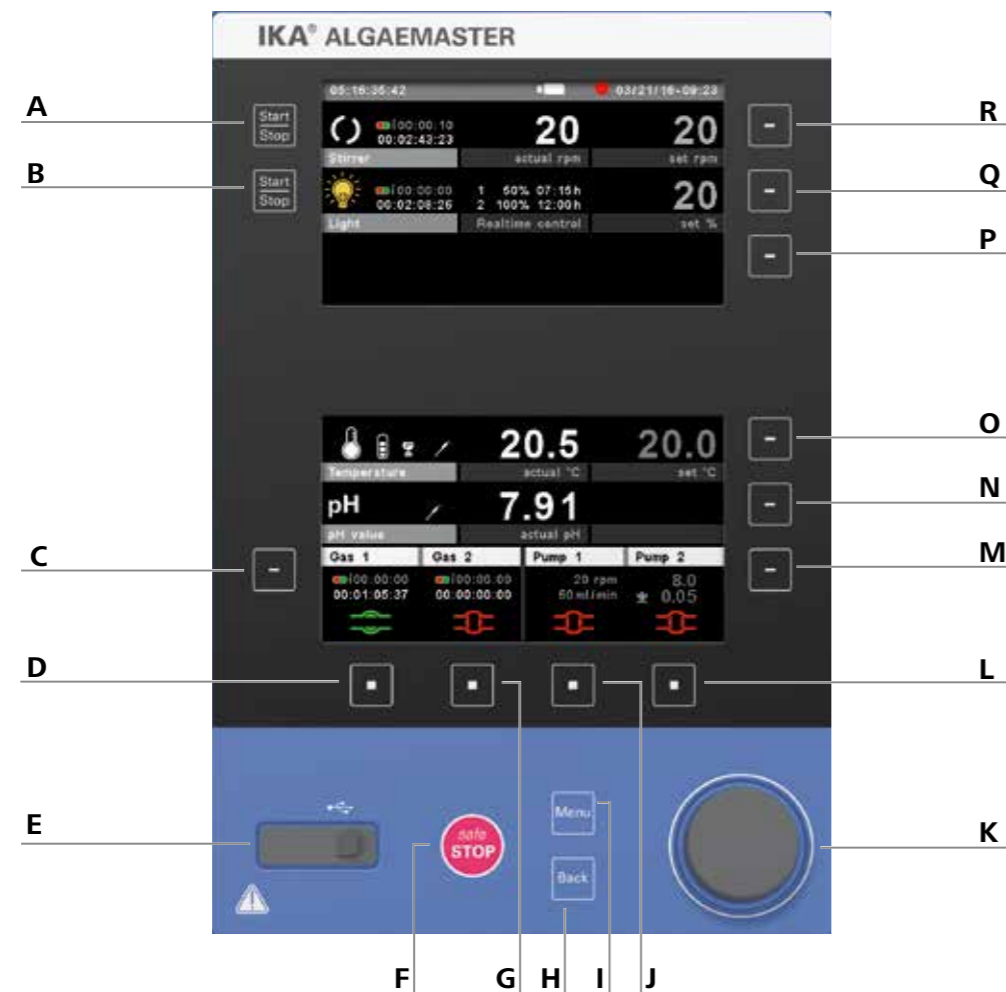 IKA® ALGAEMASTER
05:16:35:42 03/21/16-09:23
A Start Stop 00:00:10 20 20 - R
00:02:43:23
Stirrer actual rpm set rpm
B Start Stop 00:00:00 1 50% 07:15h 20 - Q
00:02:08:26 2 100% 12:00h
Light Realtime control set %
- P
20.5 20.0 - O
Temperature actual °C set °C
pH 7.91 - N
pH value actual pH
C - Gas 1 Gas 2 Pump 1 Pump 2 - M
00:00:00 00:00:00 20 rpm 8.0
00:01:05:37 00:00:00:00 50 ml/min 0.05
D L
E Menu K
safe STOP
Back
F G H I J